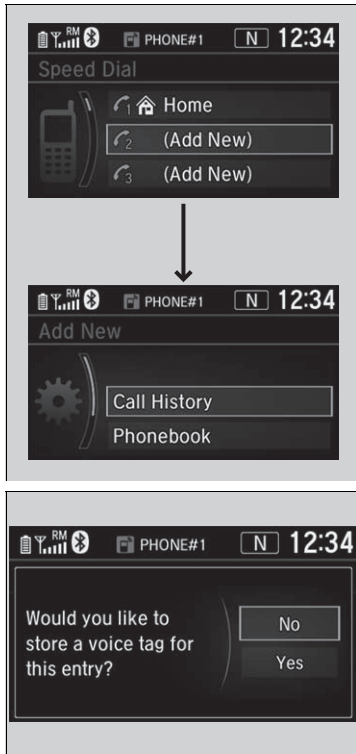 RM PHONE#1 N 12:34
Speed Dial
1 Home
2 (Add New)
3 (Add New)
RM PHONE#1 N 12:34
Add New
Call History
Phonebook
RM PHONE#1 N 12:34
Would you like to
store a voice tag for
this entry?
No
Yes